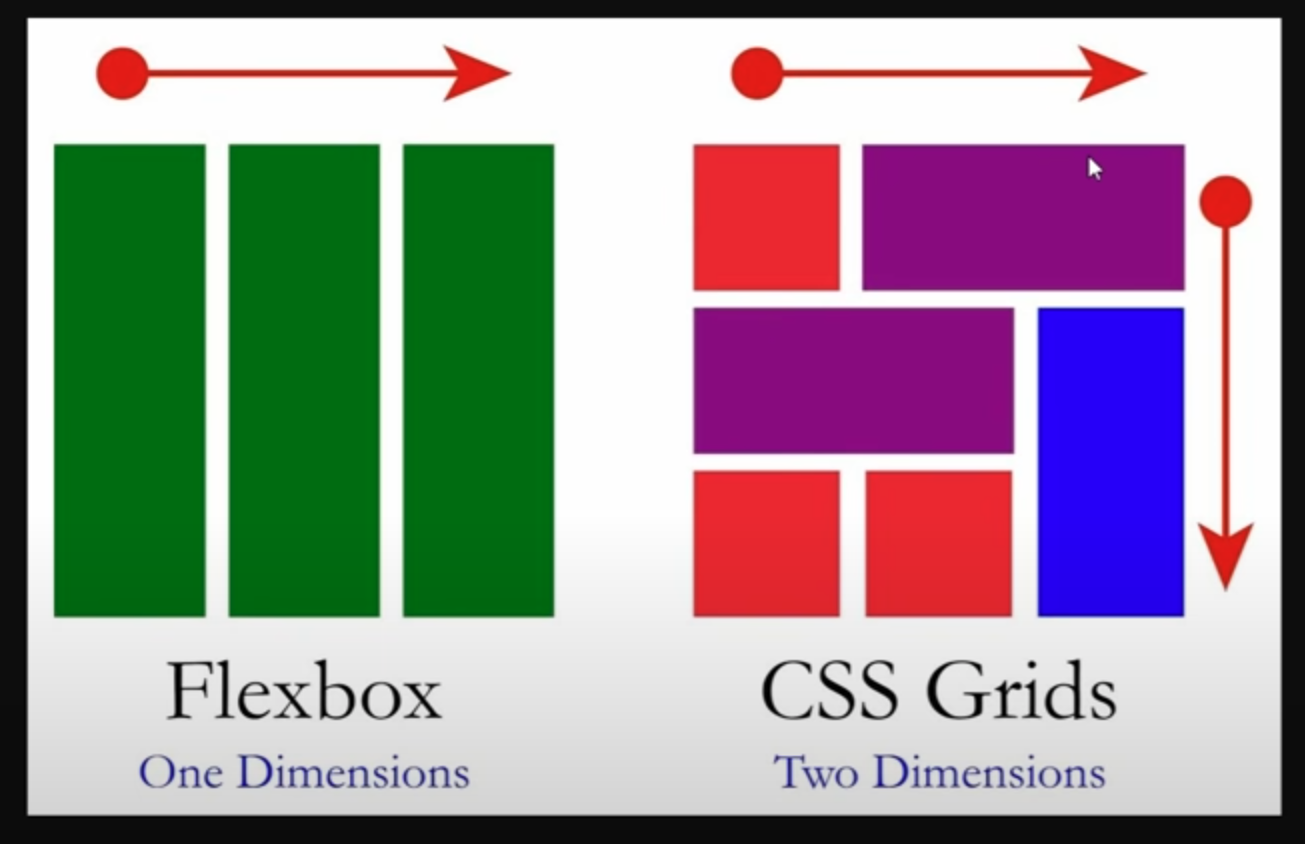 Flexbox
One Dimensions
CSS Grids
Two Dimensions